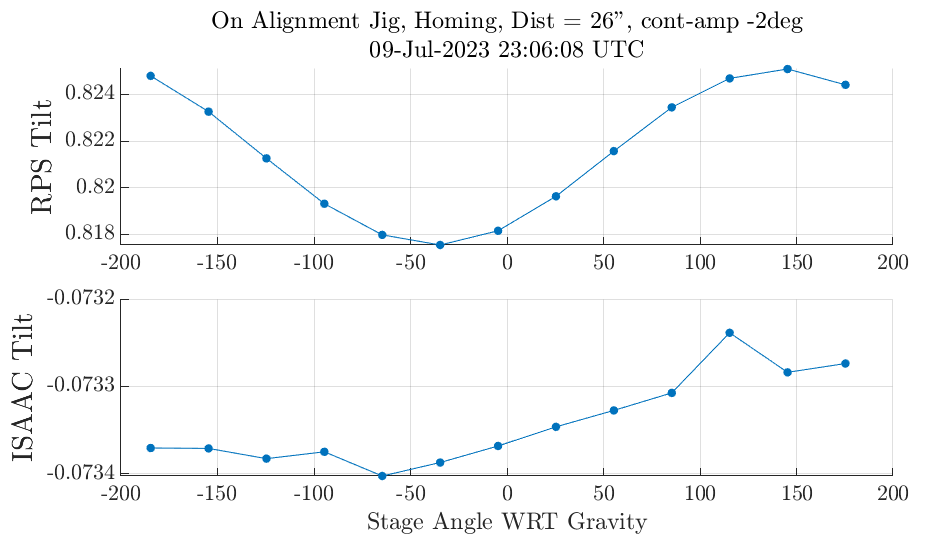 On Alignment Jig, Homing, Dist = 26”, cont-amp -2deg
09-Jul-2023 23:06:08 UTC
RPS Tilt
0.824
0.822
0.82
0.818
-200 -150 -100 -50 0 50 100 150 200
ISAAC Tilt
-0.0732
-0.0733
-0.0734
-200 -150 -100 -50 0 50 100 150 200
Stage Angle WRT Gravity